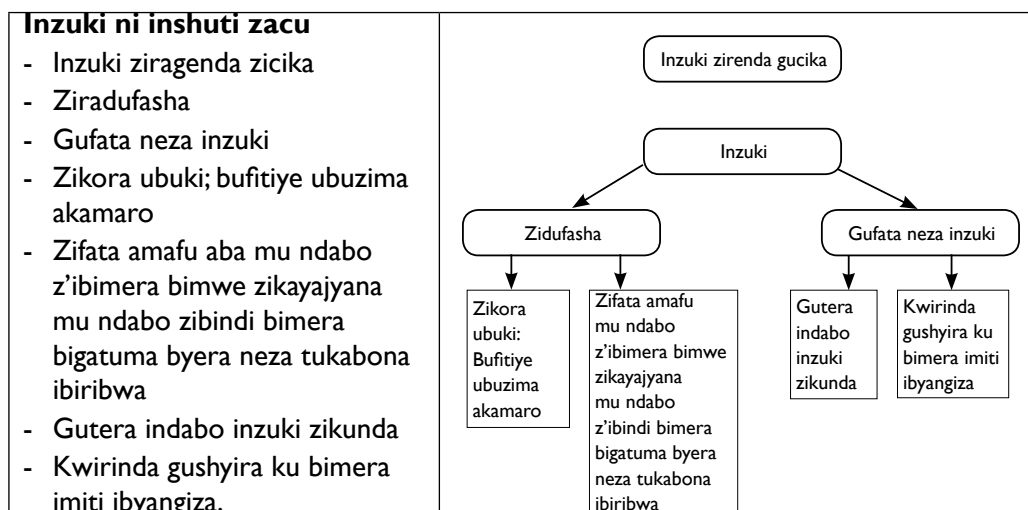 Inzuki ni inshuti zacu
- Inzuki ziragenda zicika
- Ziradufasha
- Gufata neza inzuki
- Zikora ubuki; bufitiye ubuzima
akamaro
- Zifata amafu aba mu ndabo
z'ibimera bimwe zikayajyana
mu ndabo zibindi bimera
bigatuma byera neza tukabona
ibiribwa
- Gutera indabo inzuki zikunda
- Kwirinda gushyira ku bimera
imiti ibyangiza.
Inzuki zirenda gucika
Inzuki
Zidufasha
Gufata neza inzuki
Zikora
ubuki:
Bufitiye
ubuzima
akamaro
Zifata amafu
mu ndabo
z'ibimera bimwe
zikayajyana
mu ndabo
z'ibindi bimera
bigatuma byera
neza tukabona
ibiribwa
Gutera
indabo
inzuki
zikunda
Kwirinda
gushyira ku
bimera imiti
ibyangiza